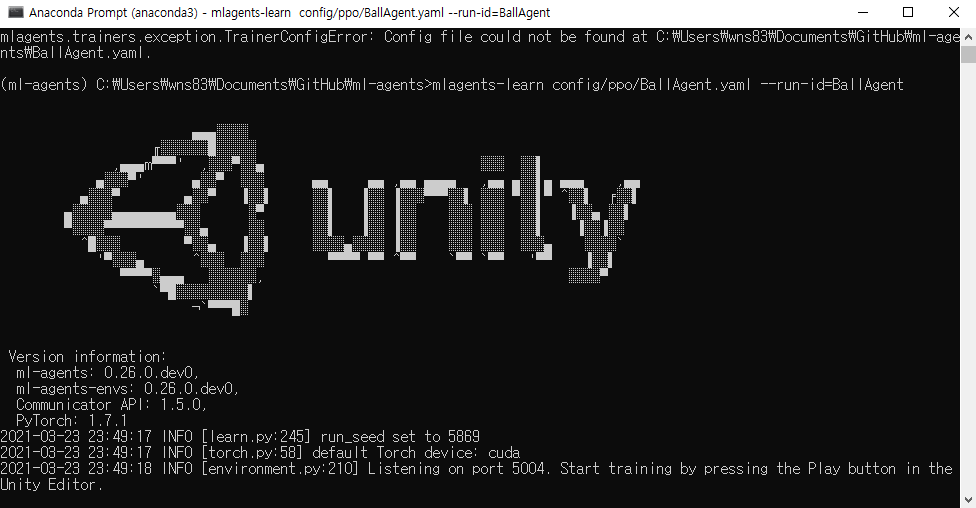 Anaconda Prompt (anaconda3) - mlagents-learn  config/ppo/BallAgent.yaml --run-id=BallAgent
mlagents.trainers.exception.TrainerConfigError: Config file could not be found at C:₩Users₩wns83₩Documents₩GitHub₩ml-age
nts₩BallAgent.yaml.
(ml-agents) C:₩Users₩wns83₩Documents₩GitHub₩ml-agents>mlagents-learn config/ppo/BallAgent.yaml --run-id=BallAgent
unity
Version information:
ml-agents: 0.26.0.dev0,
ml-agents-envs: 0.26.0.dev0,
Communicator API: 1.5.0,
PyTorch: 1.7.1
2021-03-23 23:49:17 INFO [learn.py:245] run_seed set to 5869
2021-03-23 23:49:17 INFO [torch.py:58] default Torch device: cuda
2021-03-23 23:49:18 INFO [environment.py:210] Listening on port 5004. Start training by pressing the Play button in the
Unity Editor.